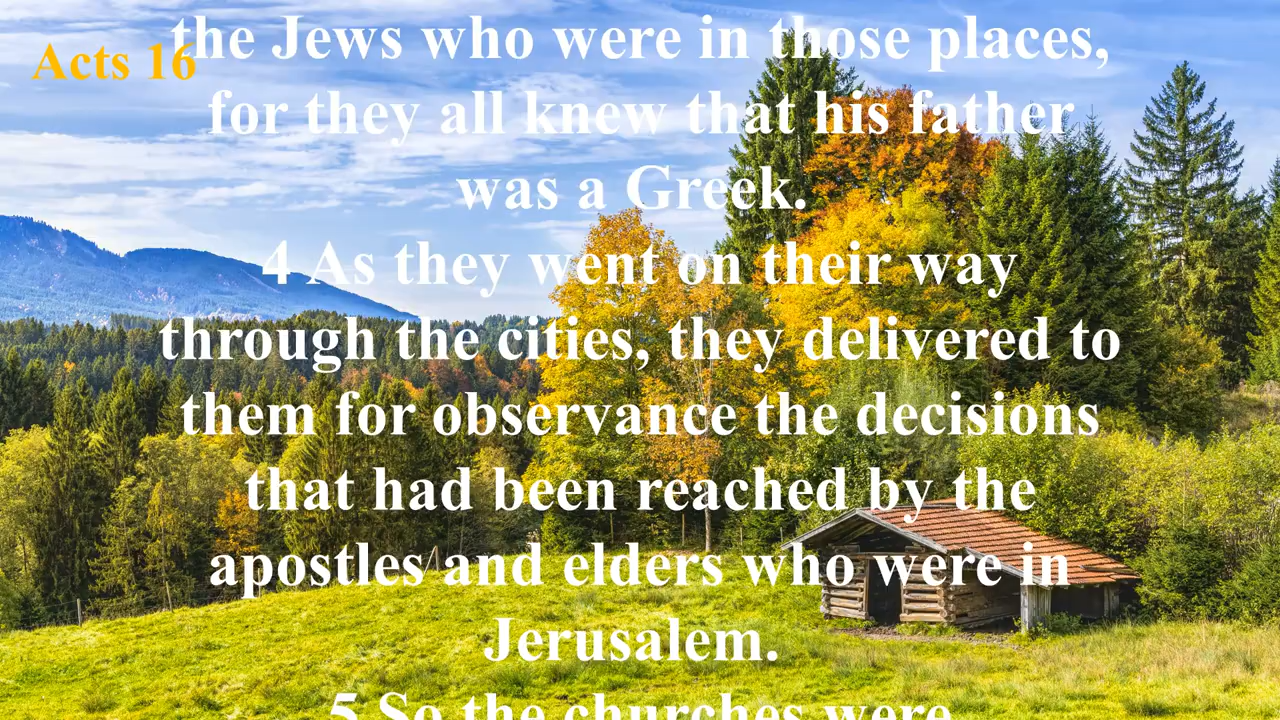 Acts 16
the Jews who were in those places,
for they all knew that his father
was a Greek.
4 As they went on their way
through the cities, they delivered to
them for observance the decisions
that had been reached by the
apostles and elders who were in
Jerusalem.
5 So the churches were